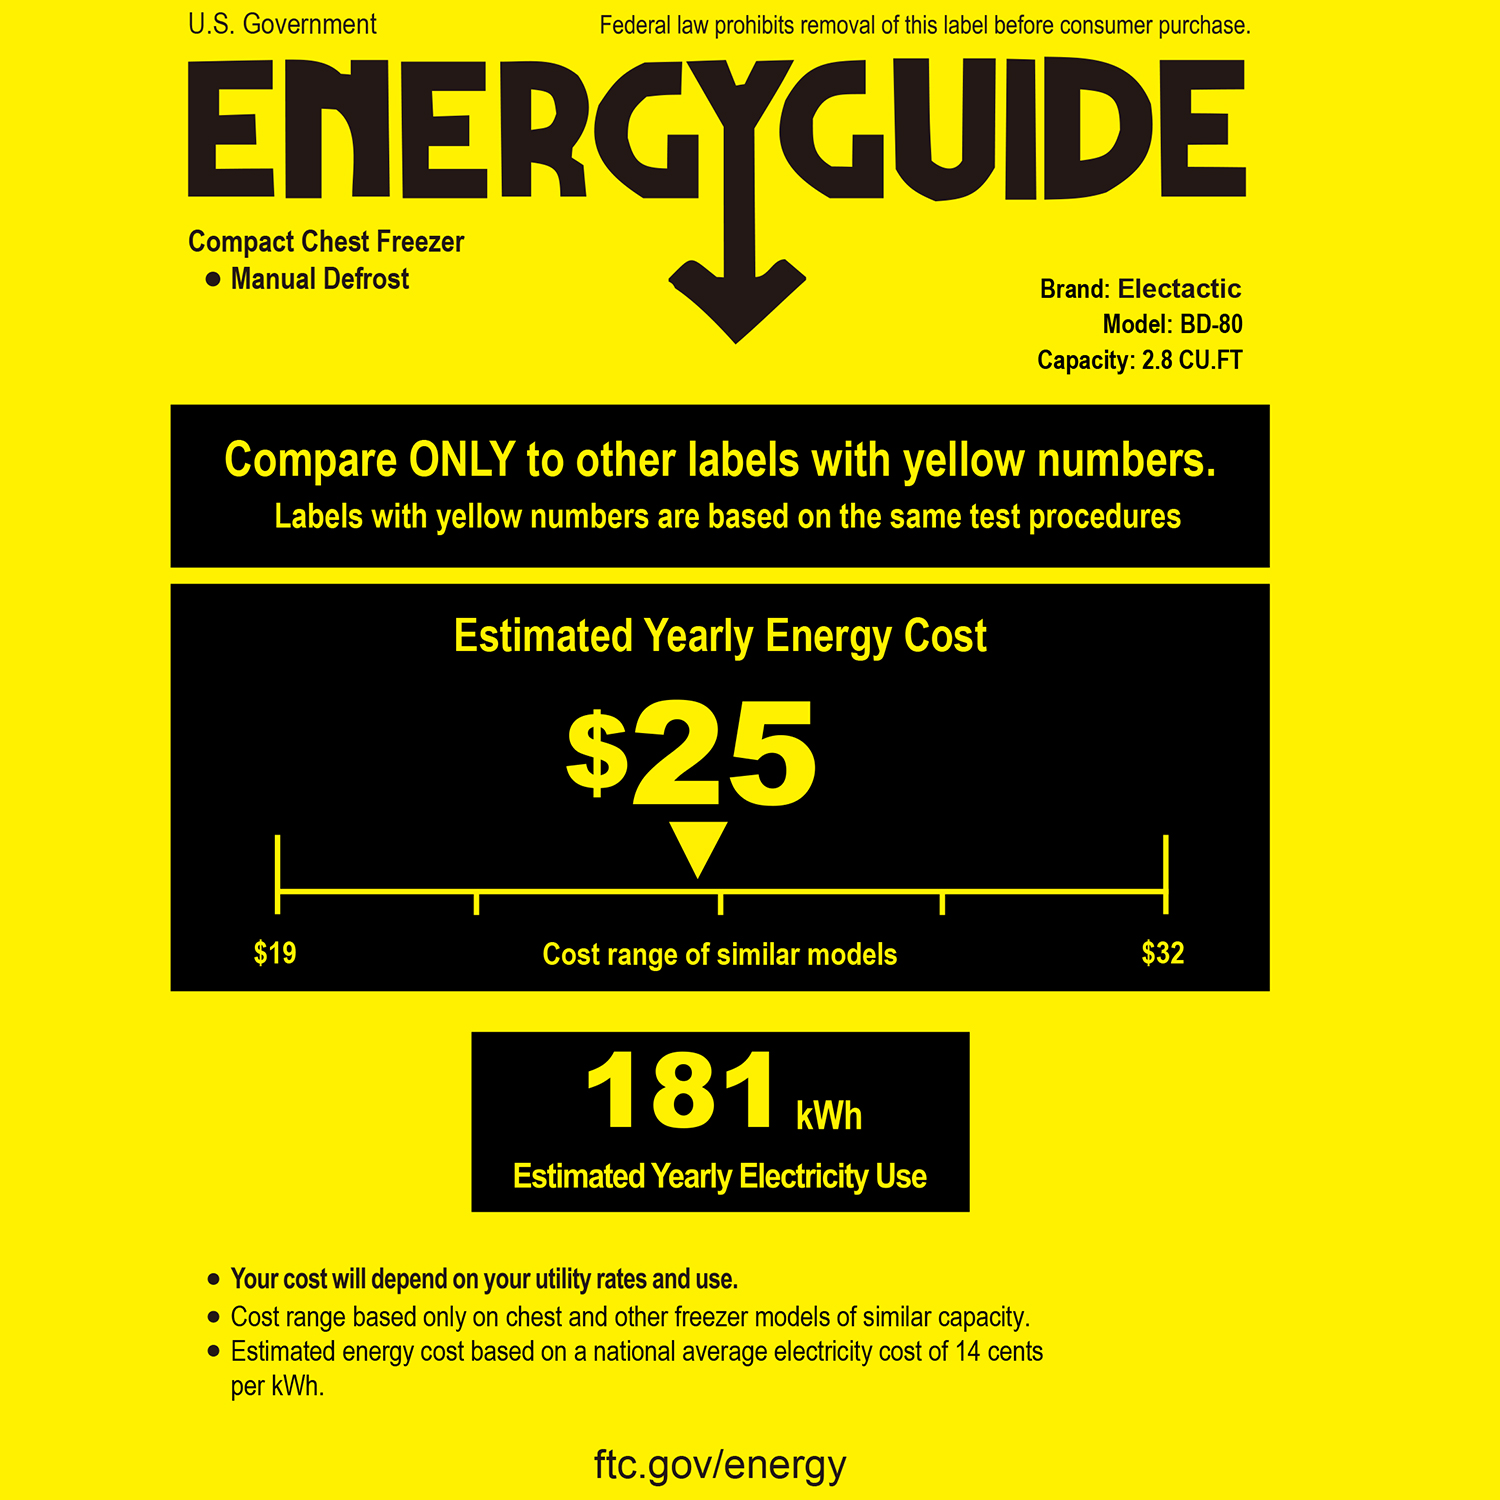 U.S. Government
Federal law prohibits removal of this label before consumer purchase.
ENERGYGUIDE
Compact Chest Freezer
● Manual Defrost
Brand: Electactic
Model: BD-80
Capacity: 2.8 CU.FT
Compare ONLY to other labels with yellow numbers.
Labels with yellow numbers are based on the same test procedures
Estimated Yearly Energy Cost
$25
$19
Cost range of similar models
$32
181 kWh
Estimated Yearly Electricity Use
● Your cost will depend on your utility rates and use.
● Cost range based only on chest and other freezer models of similar capacity.
● Estimated energy cost based on a national average electricity cost of 14 cents
per kWh.
ftc.gov/energy